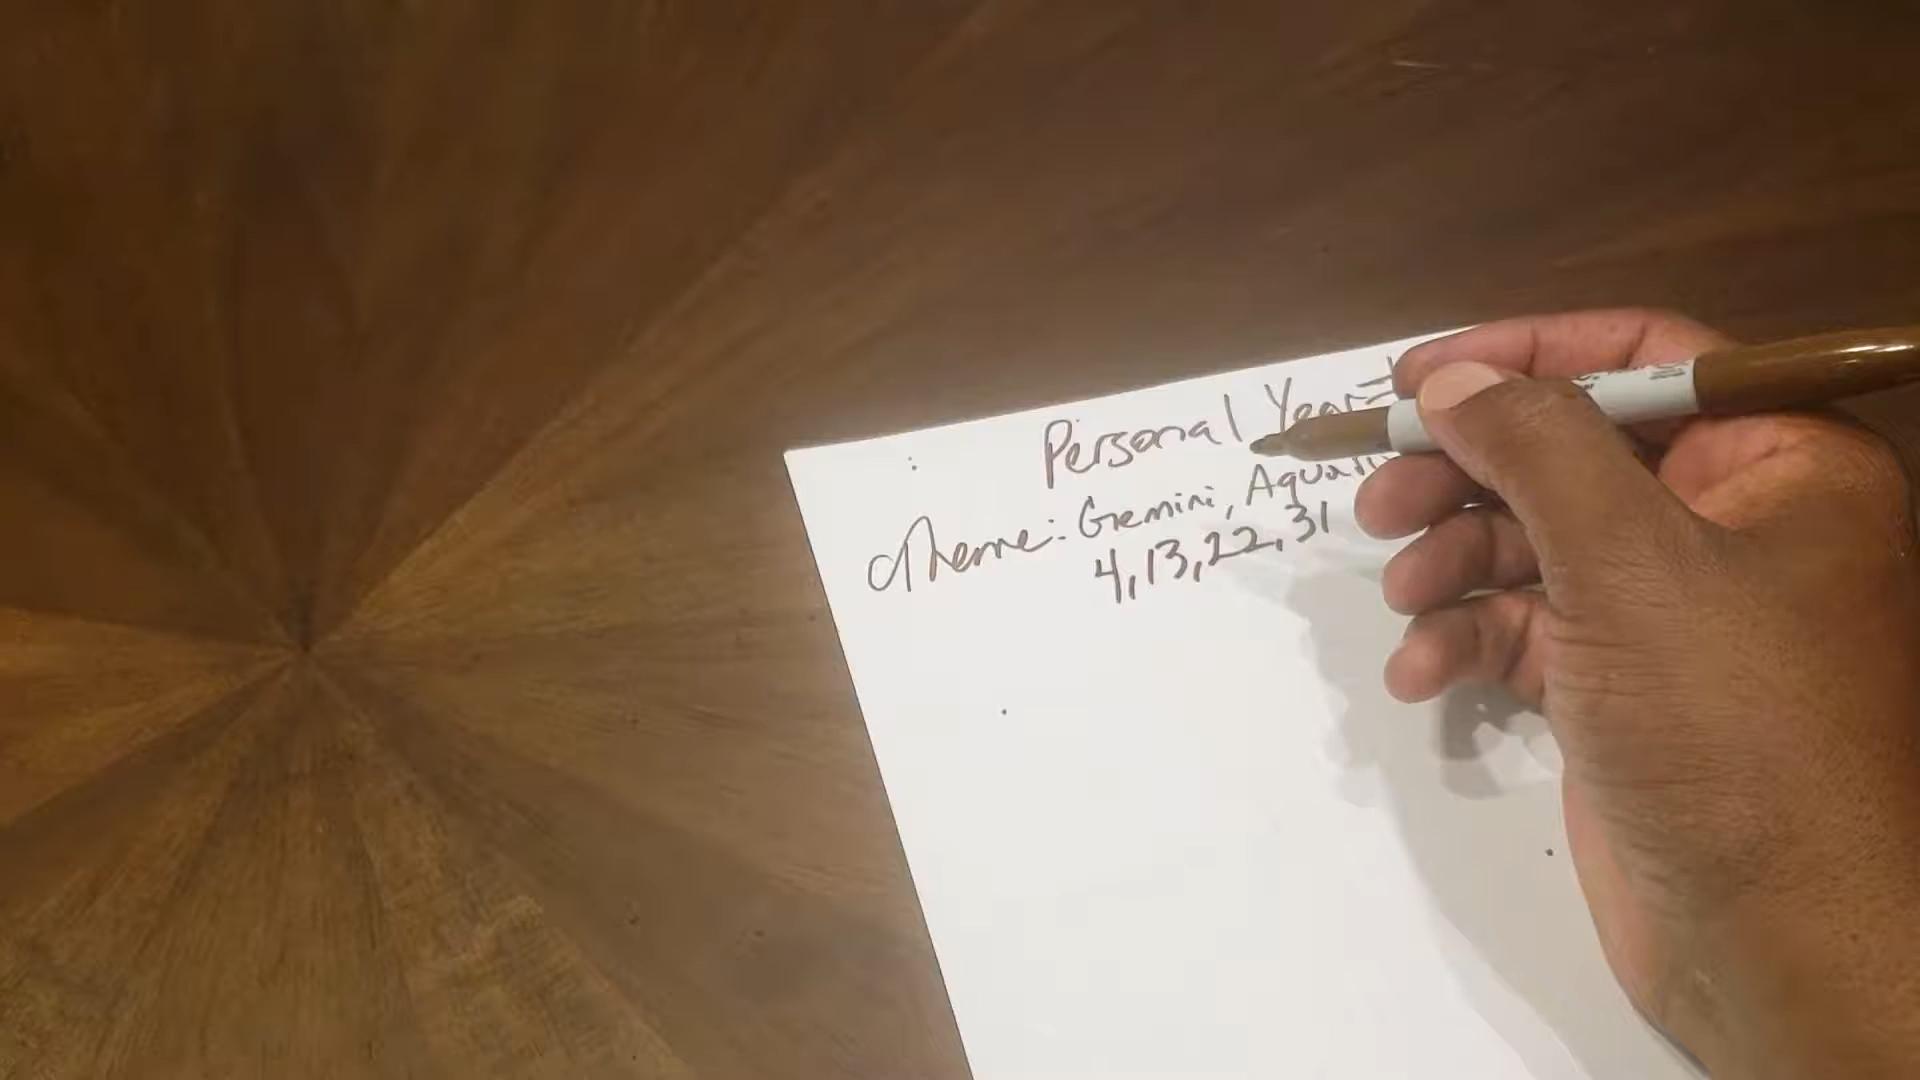 Personal Year
Theme: Gemini,
4, 13, 22, 31